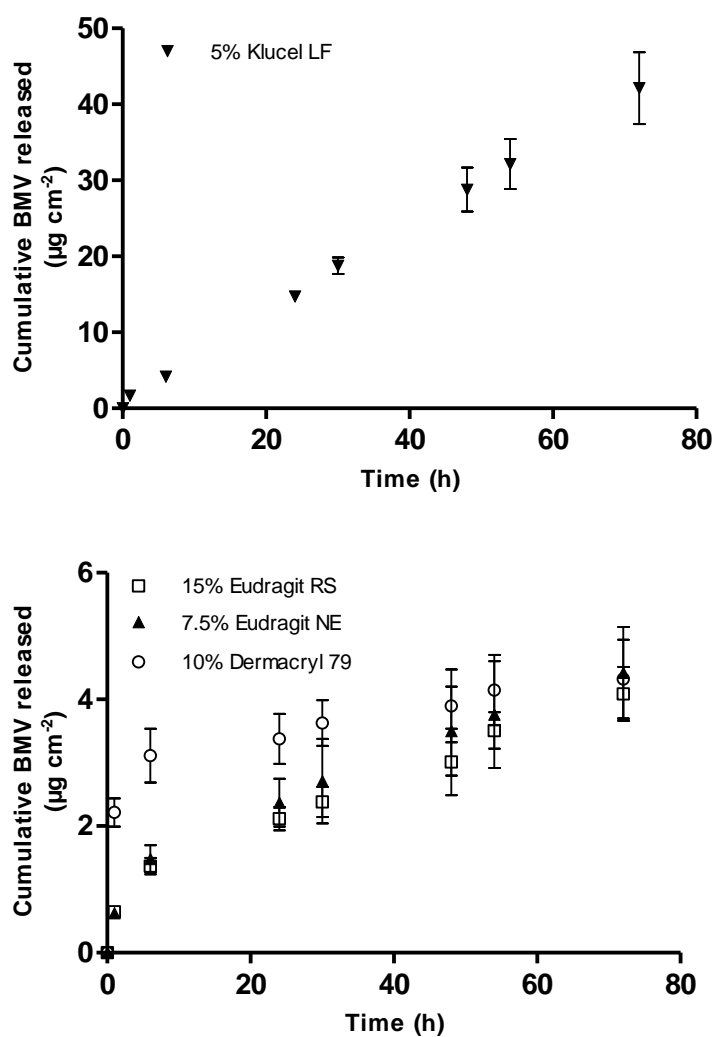 5% Klucel LF
Cumulative BMV released
(µg cm-2)
50
40
30
20
10
0
0 20 40 60 80
Time (h)
15% Eudragit RS
7.5% Eudragit NE
10% Dermacryl 79
Cumulative BMV released
(µg cm-2)
6
4
2
0
0 20 40 60 80
Time (h)